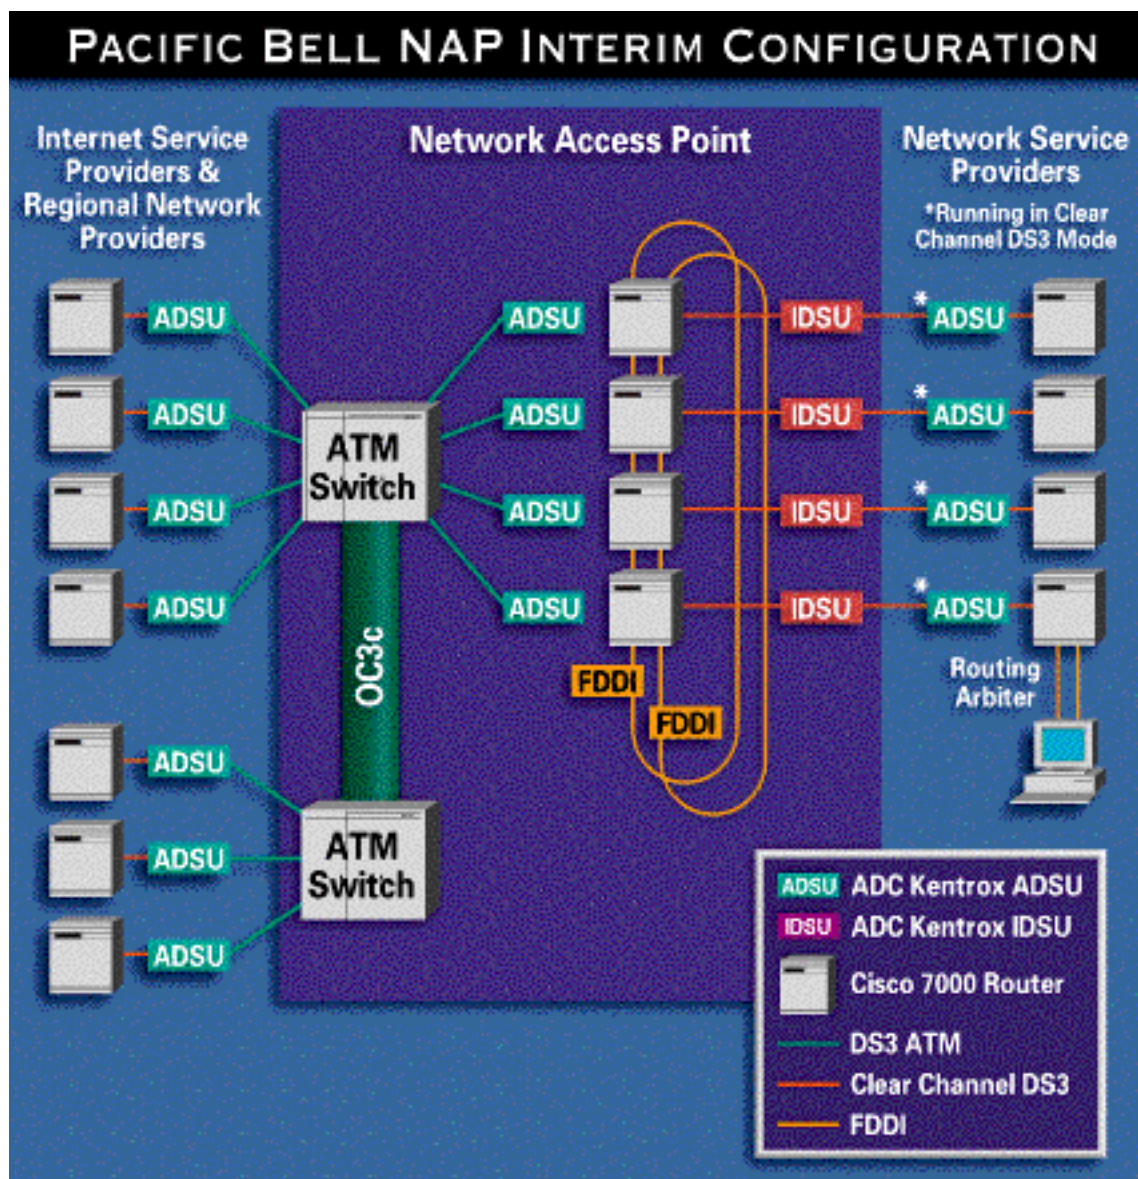 PACIFIC BELL NAP INTERIM CONFIGURATION
Internet Service
Providers &
Regional Network
Providers
Network Access Point
Network Service
Providers
*Running in Clear
Channel DS3 Mode
ADSU
ADSU
IDSU
*
ADSU
ADSU
ADSU
IDSU
*
ADSU
ATM
Switch
ADSU
ADSU
IDSU
*
ADSU
ADSU
ADSU
IDSU
*
ADSU
OC3c
FDDI
FDDI
Routing
Arbiter
ADSU
ADSU
ADSU
ATM
Switch
ADSU ADC Kentrox ADSU
IDSU ADC Kentrox IDSU
Cisco 7000 Router
DS3 ATM
Clear Channel DS3
FDDI